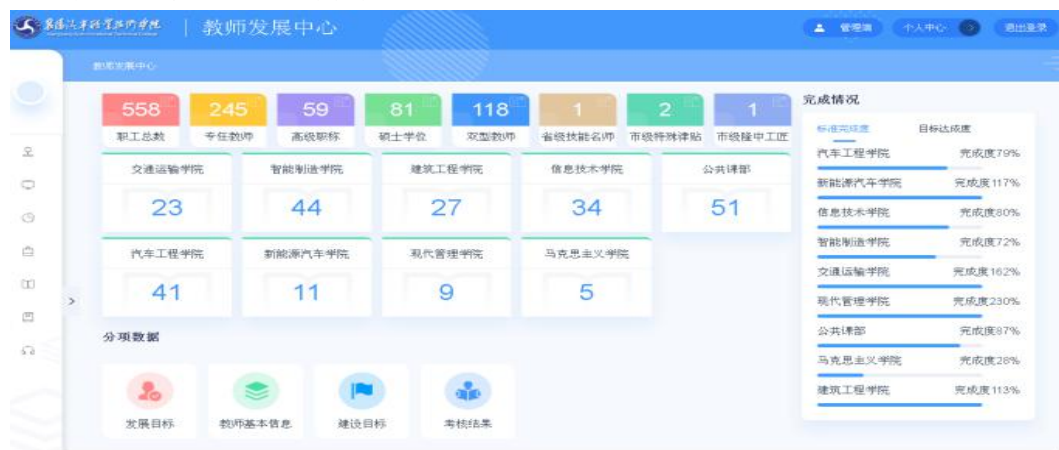 襄阳汽车职业技术学院 | 教师发展中心
管理端 个人中心 退出登录
教师发展中心
558 245 59 81 118 1 2 1
职工总数 专任教师 高级职称 硕士学位 双型教师 省级技能名师 市级特殊津贴 市级隆中工匠
交通运输学院 智能制造学院 建筑工程学院 信息技术学院 公共课部
23 44 27 34 51
汽车工程学院 新能源汽车学院 现代管理学院 马克思主义学院
41 11 9 5
分项数据
发展目标 教师基本信息 建设目标 考核结果
完成情况
标准完成度 目标达成度
汽车工程学院 完成度79%
新能源汽车学院 完成度117%
信息技术学院 完成度80%
智能制造学院 完成度72%
交通运输学院 完成度162%
现代管理学院 完成度230%
公共课部 完成度87%
马克思主义学院 完成度28%
建筑工程学院 完成度113%